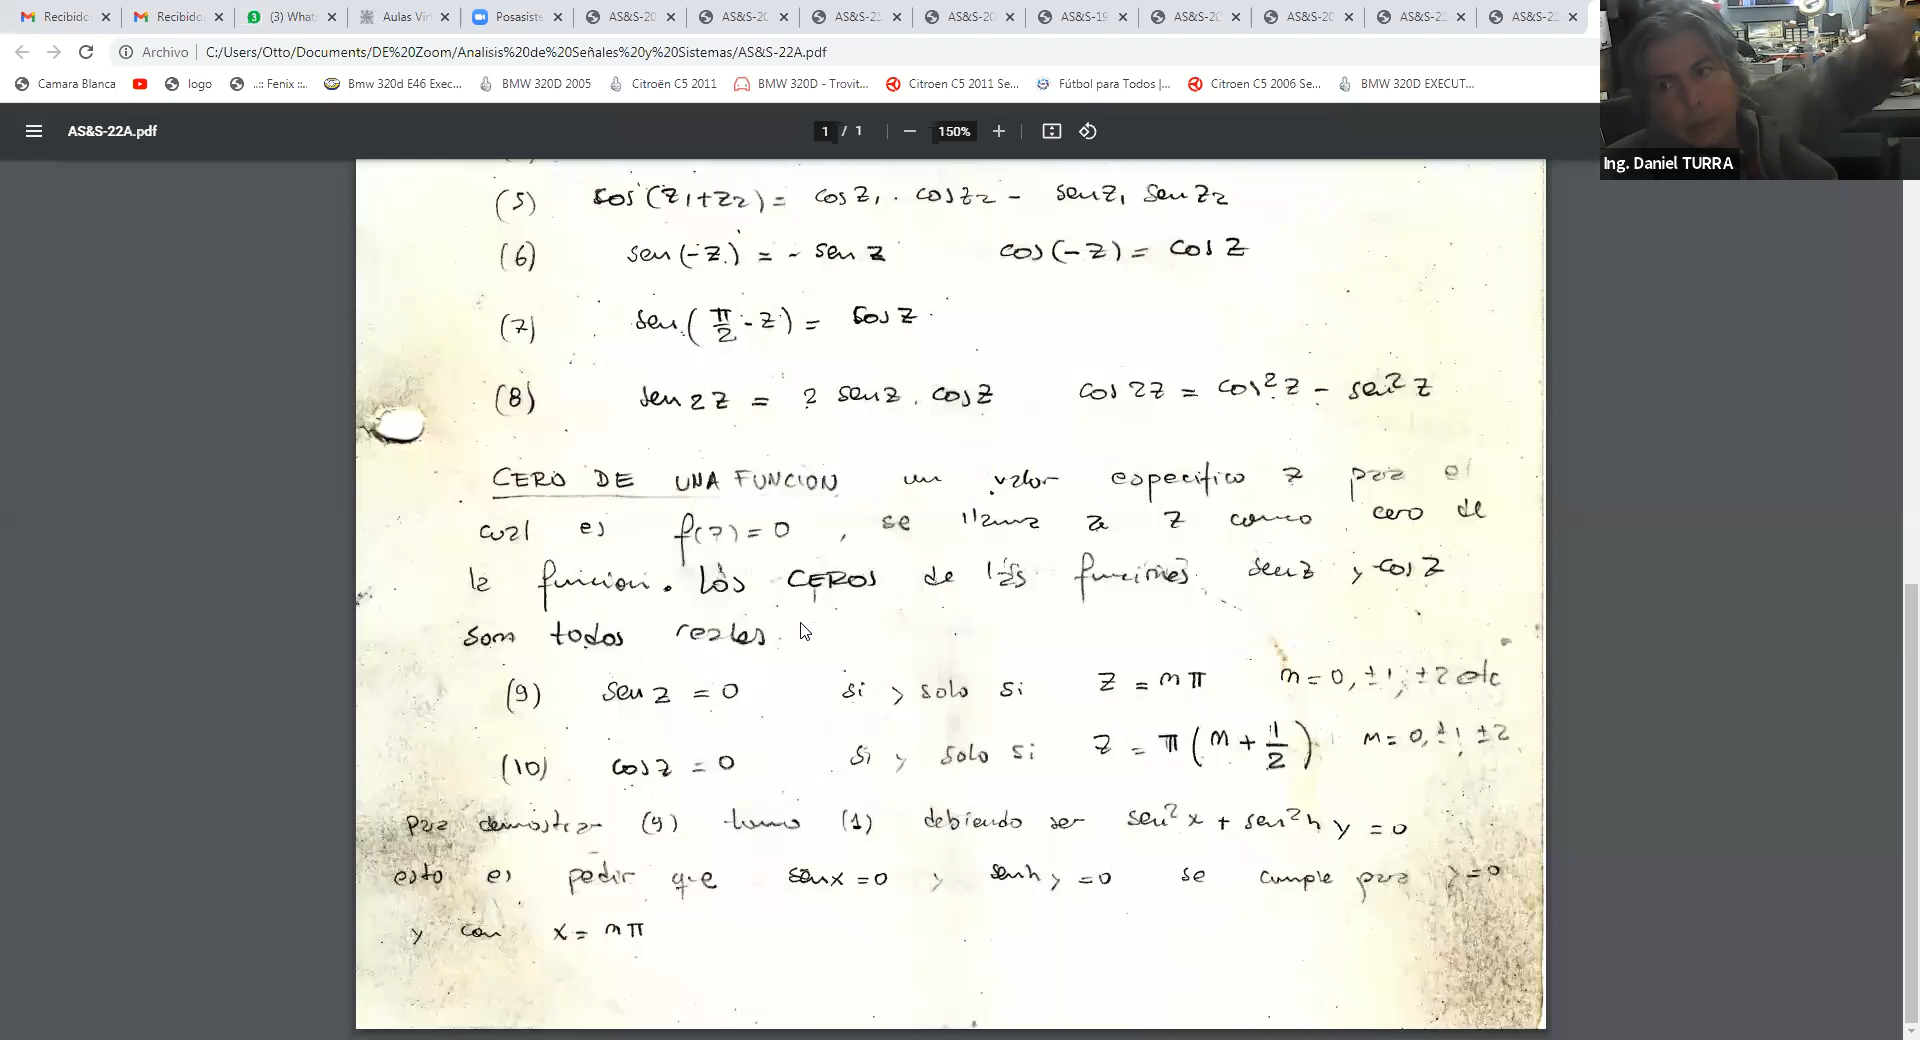 Recibido:
Recibido:
(3) What:
Aulas Vir
Posasiste
AS&S-20
AS&S-20
AS&S-2
AS&S-20
AS&S-19
AS&S-20
AS&S-20
AS&S-2
AS&S-2
Archivo C:/Users/Otto/Documents/DE%20Zoom/Analisis%20de%20Señales%20y%20Sistemas/AS&S-22A.pdf
Camara Blanca
logo
..:: Fenix ::..
Bmw 320d E46 Exec...
BMW 320D 2005
Citroën C5 2011
BMW 320D - Trovit...
Citroen C5 2011 Se...
Fútbol para Todos |...
Citroen C5 2006 Se...
BMW 320D EXECUT...
Ing. Daniel TURRA
AS&S-22A.pdf
1 / 1
150%
(5) cos (z1+z2) = cos z1 . cos z2 - sen z1 sen z2
(6) sen (-z) = - sen z cos (-z) = cos z
(7) sen (π/2 - z) = cos z
(8) sen 2z = 2 sen z . cos z cos 2z = cos² z - sen² z
CERO DE UNA FUNCION un valor especifico z para el
cual es f(z) = 0 , se llama a z como cero de
la funcion. Los CEROS de las funciones sen z y cos z
son todos reales
(9) sen z = 0 si y solo si z = nπ n = 0, ±1, ±2 etc
(10) cos z = 0 si y solo si z = π (n + 1/2) n = 0, ±1, ±2
para demostrar (9) tomo (1) debiendo ser sen² x + sen² h y = 0
esto es pedir que sen x = 0 y senh y = 0 se cumple para y = 0
y con x = nπ